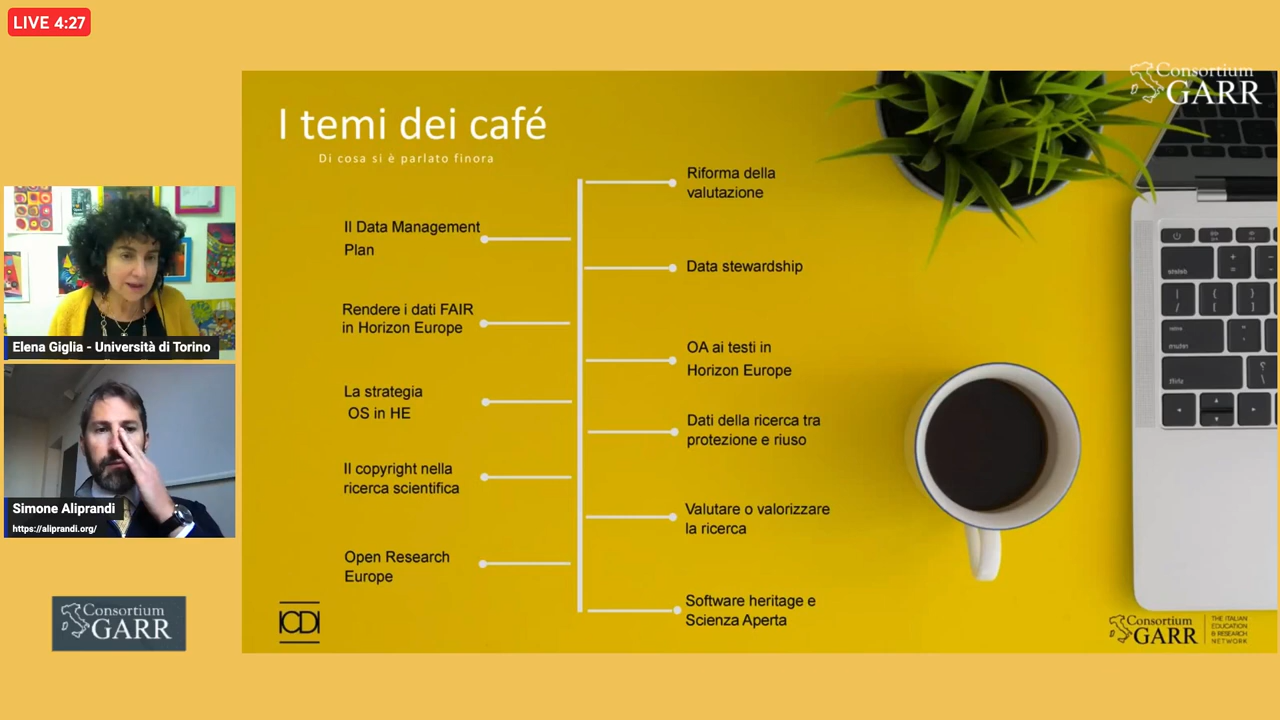 LIVE 4:27
Consortium
GARR
I temi dei café
Di cosa si è parlato finora
Riforma della
valutazione
Il Data Management
Plan
Data stewardship
Rendere i dati FAIR
in Horizon Europe
OA ai testi in
Horizon Europe
La strategia
OS in HE
Dati della ricerca tra
protezione e riuso
Il copyright nella
ricerca scientifica
Valutare o valorizzare
la ricerca
Open Research
Europe
Software heritage e
Scienza Aperta
Elena Giglia - Università di Torino
Simone Aliprandi
https://aliprandi.org/
Consortium
GARR
ICDI
Consortium
GARR
THE ITALIAN
EDUCATION
& RESEARCH
NETWORK